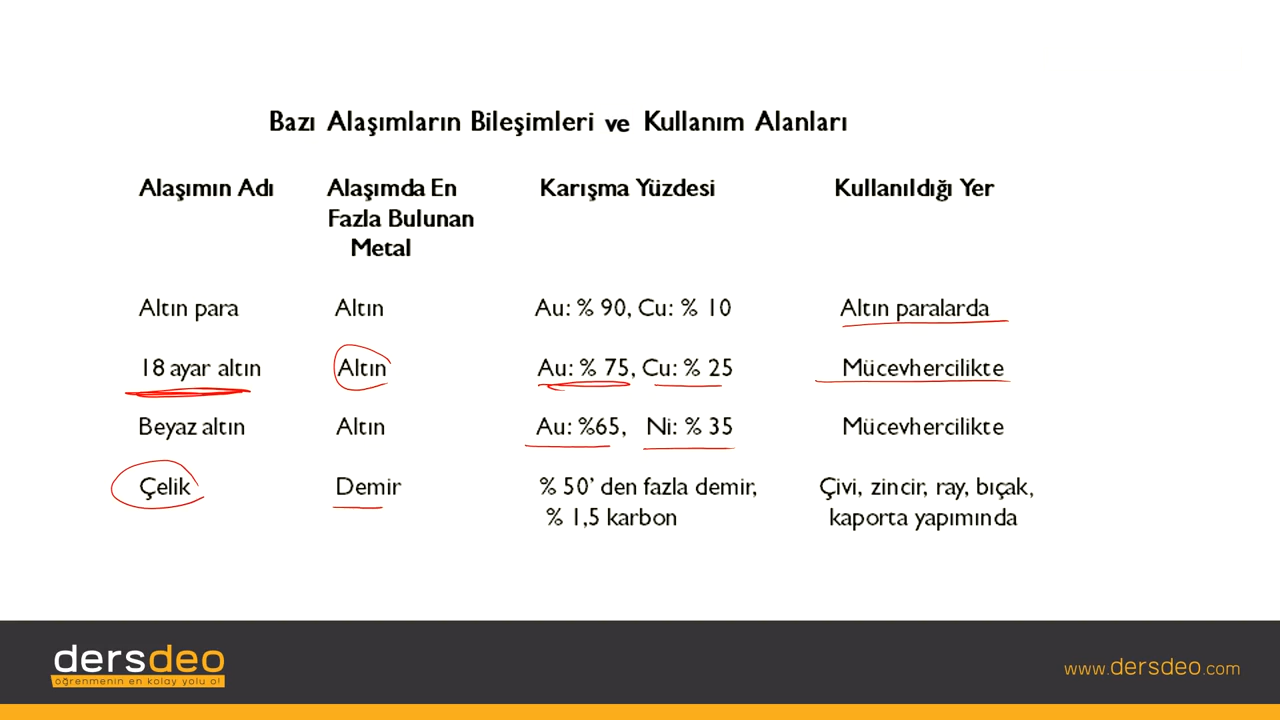 Bazı Alaşımların Bileşimleri ve Kullanım Alanları
Alaşımın Adı
Alaşımda En
Fazla Bulunan
Metal
Karışma Yüzdesi
Kullanıldığı Yer
Altın para
Altın
Au: % 90, Cu: % 10
Altın paralarda
18 ayar altın
Altın
Au: % 75, Cu: % 25
Mücevhercilikte
Beyaz altın
Altın
Au: %65, Ni: % 35
Mücevhercilikte
Çelik
Demir
% 50' den fazla demir,
% 1,5 karbon
Çivi, zincir, ray, bıçak,
kaporta yapımında
dersdeo
öğrenmenin en kolay yolu o!
www.dersdeo.com